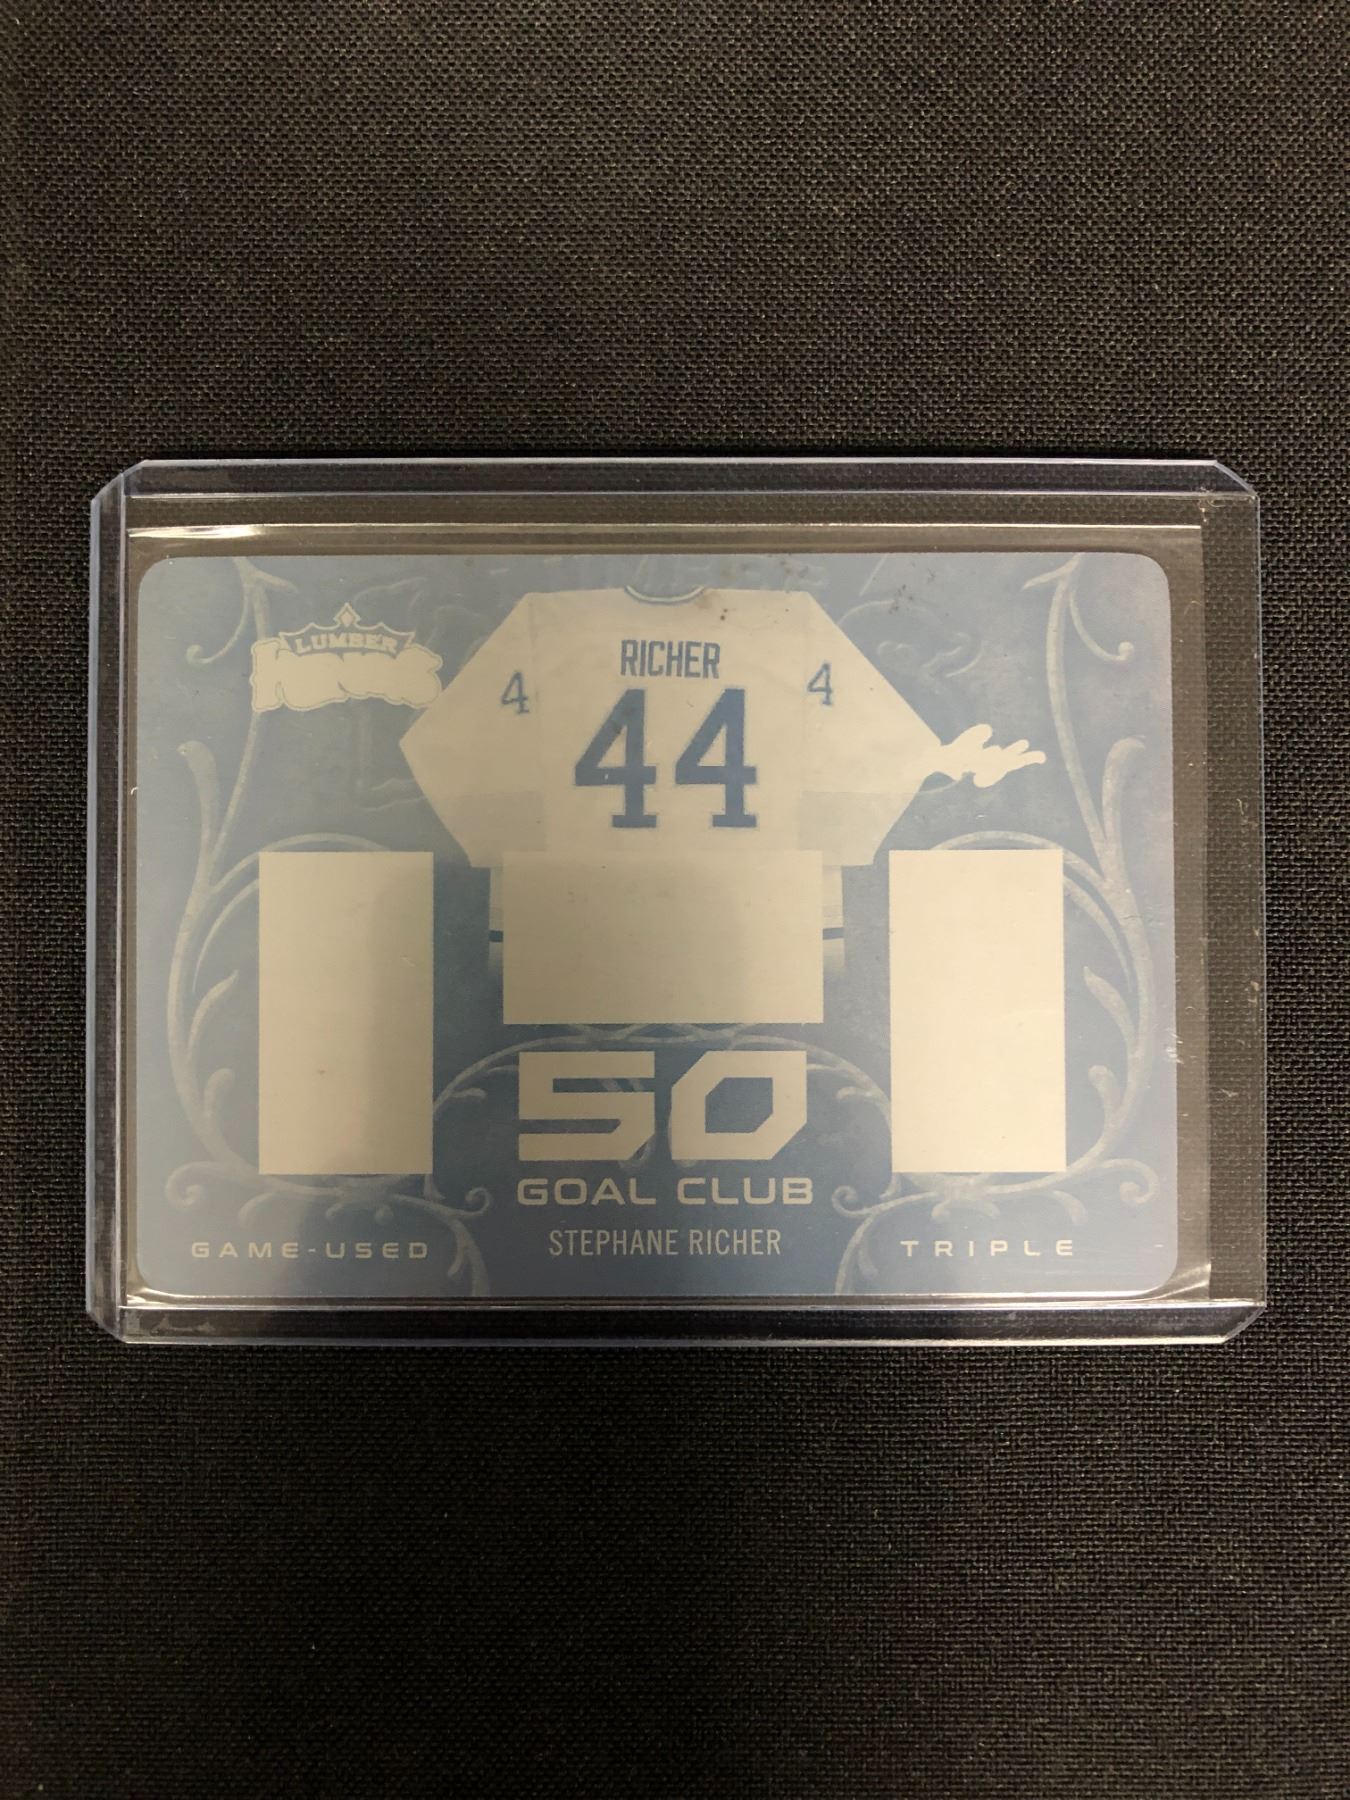 LUMBER
RICHER
4 4
44
50
GOAL CLUB
STEPHANE RICHER
GAME-USED
TRIPLE